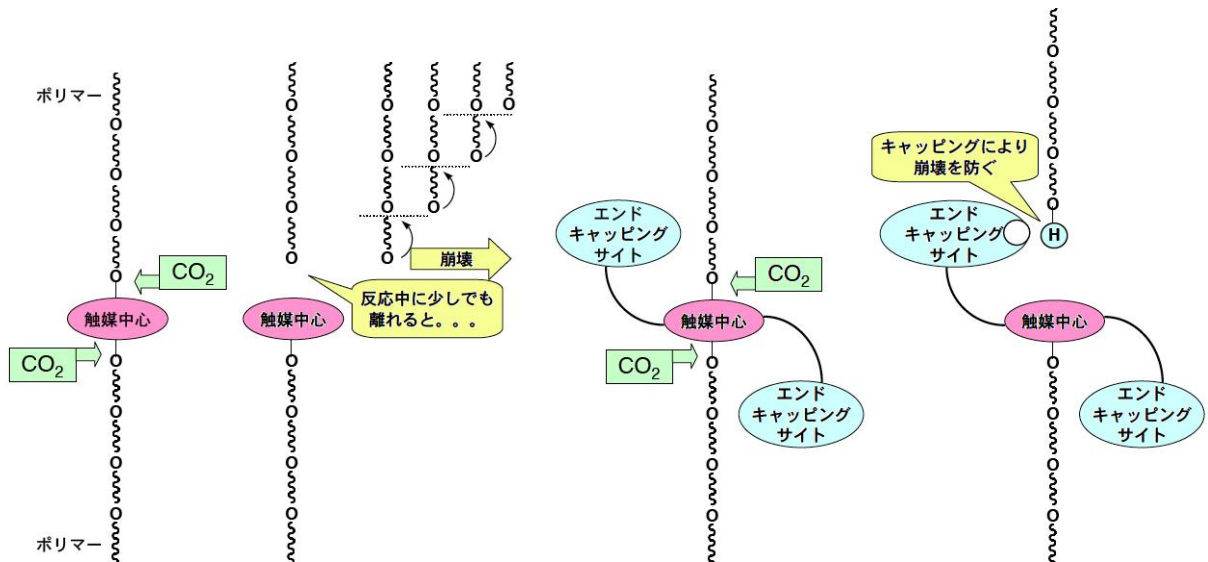 ポリマー
O
O
O
O
CO₂
触媒中心
CO₂
O
O
O
O
ポリマー
O
O
O
O
触媒中心
O
O
O
O
O
O
O
O
O
O
O
O
O
O
崩壊
反応中に少しでも
離れると。。。
O
O
O
O
エンド
キャッピング
サイト
CO₂
触媒中心
CO₂
O
O
O
O
エンド
キャッピング
サイト
O
O
O
O
キャッピングにより
崩壊を防ぐ
エンド
キャッピング
サイト
H
触媒中心
O
O
O
O
エンド
キャッピング
サイト